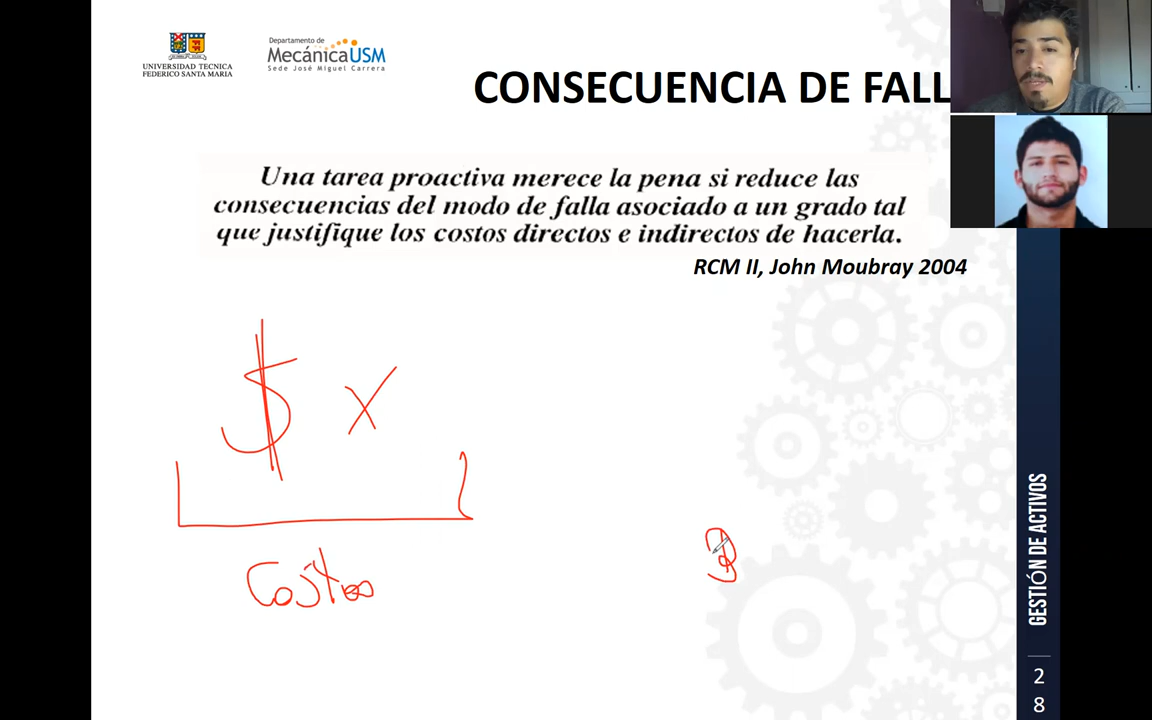 UNIVERSIDAD TECNICA
FEDERICO SANTA MARIA
Departamento de
MecánicaUSM
Sede José Miguel Carrera
CONSECUENCIA DE FALL
Una tarea proactiva merece la pena si reduce las
consecuencias del modo de falla asociado a un grado tal
que justifique los costos directos e indirectos de hacerla.
RCM II, John Moubray 2004
$ x
Costos
GESTIÓN DE ACTIVOS
2
8